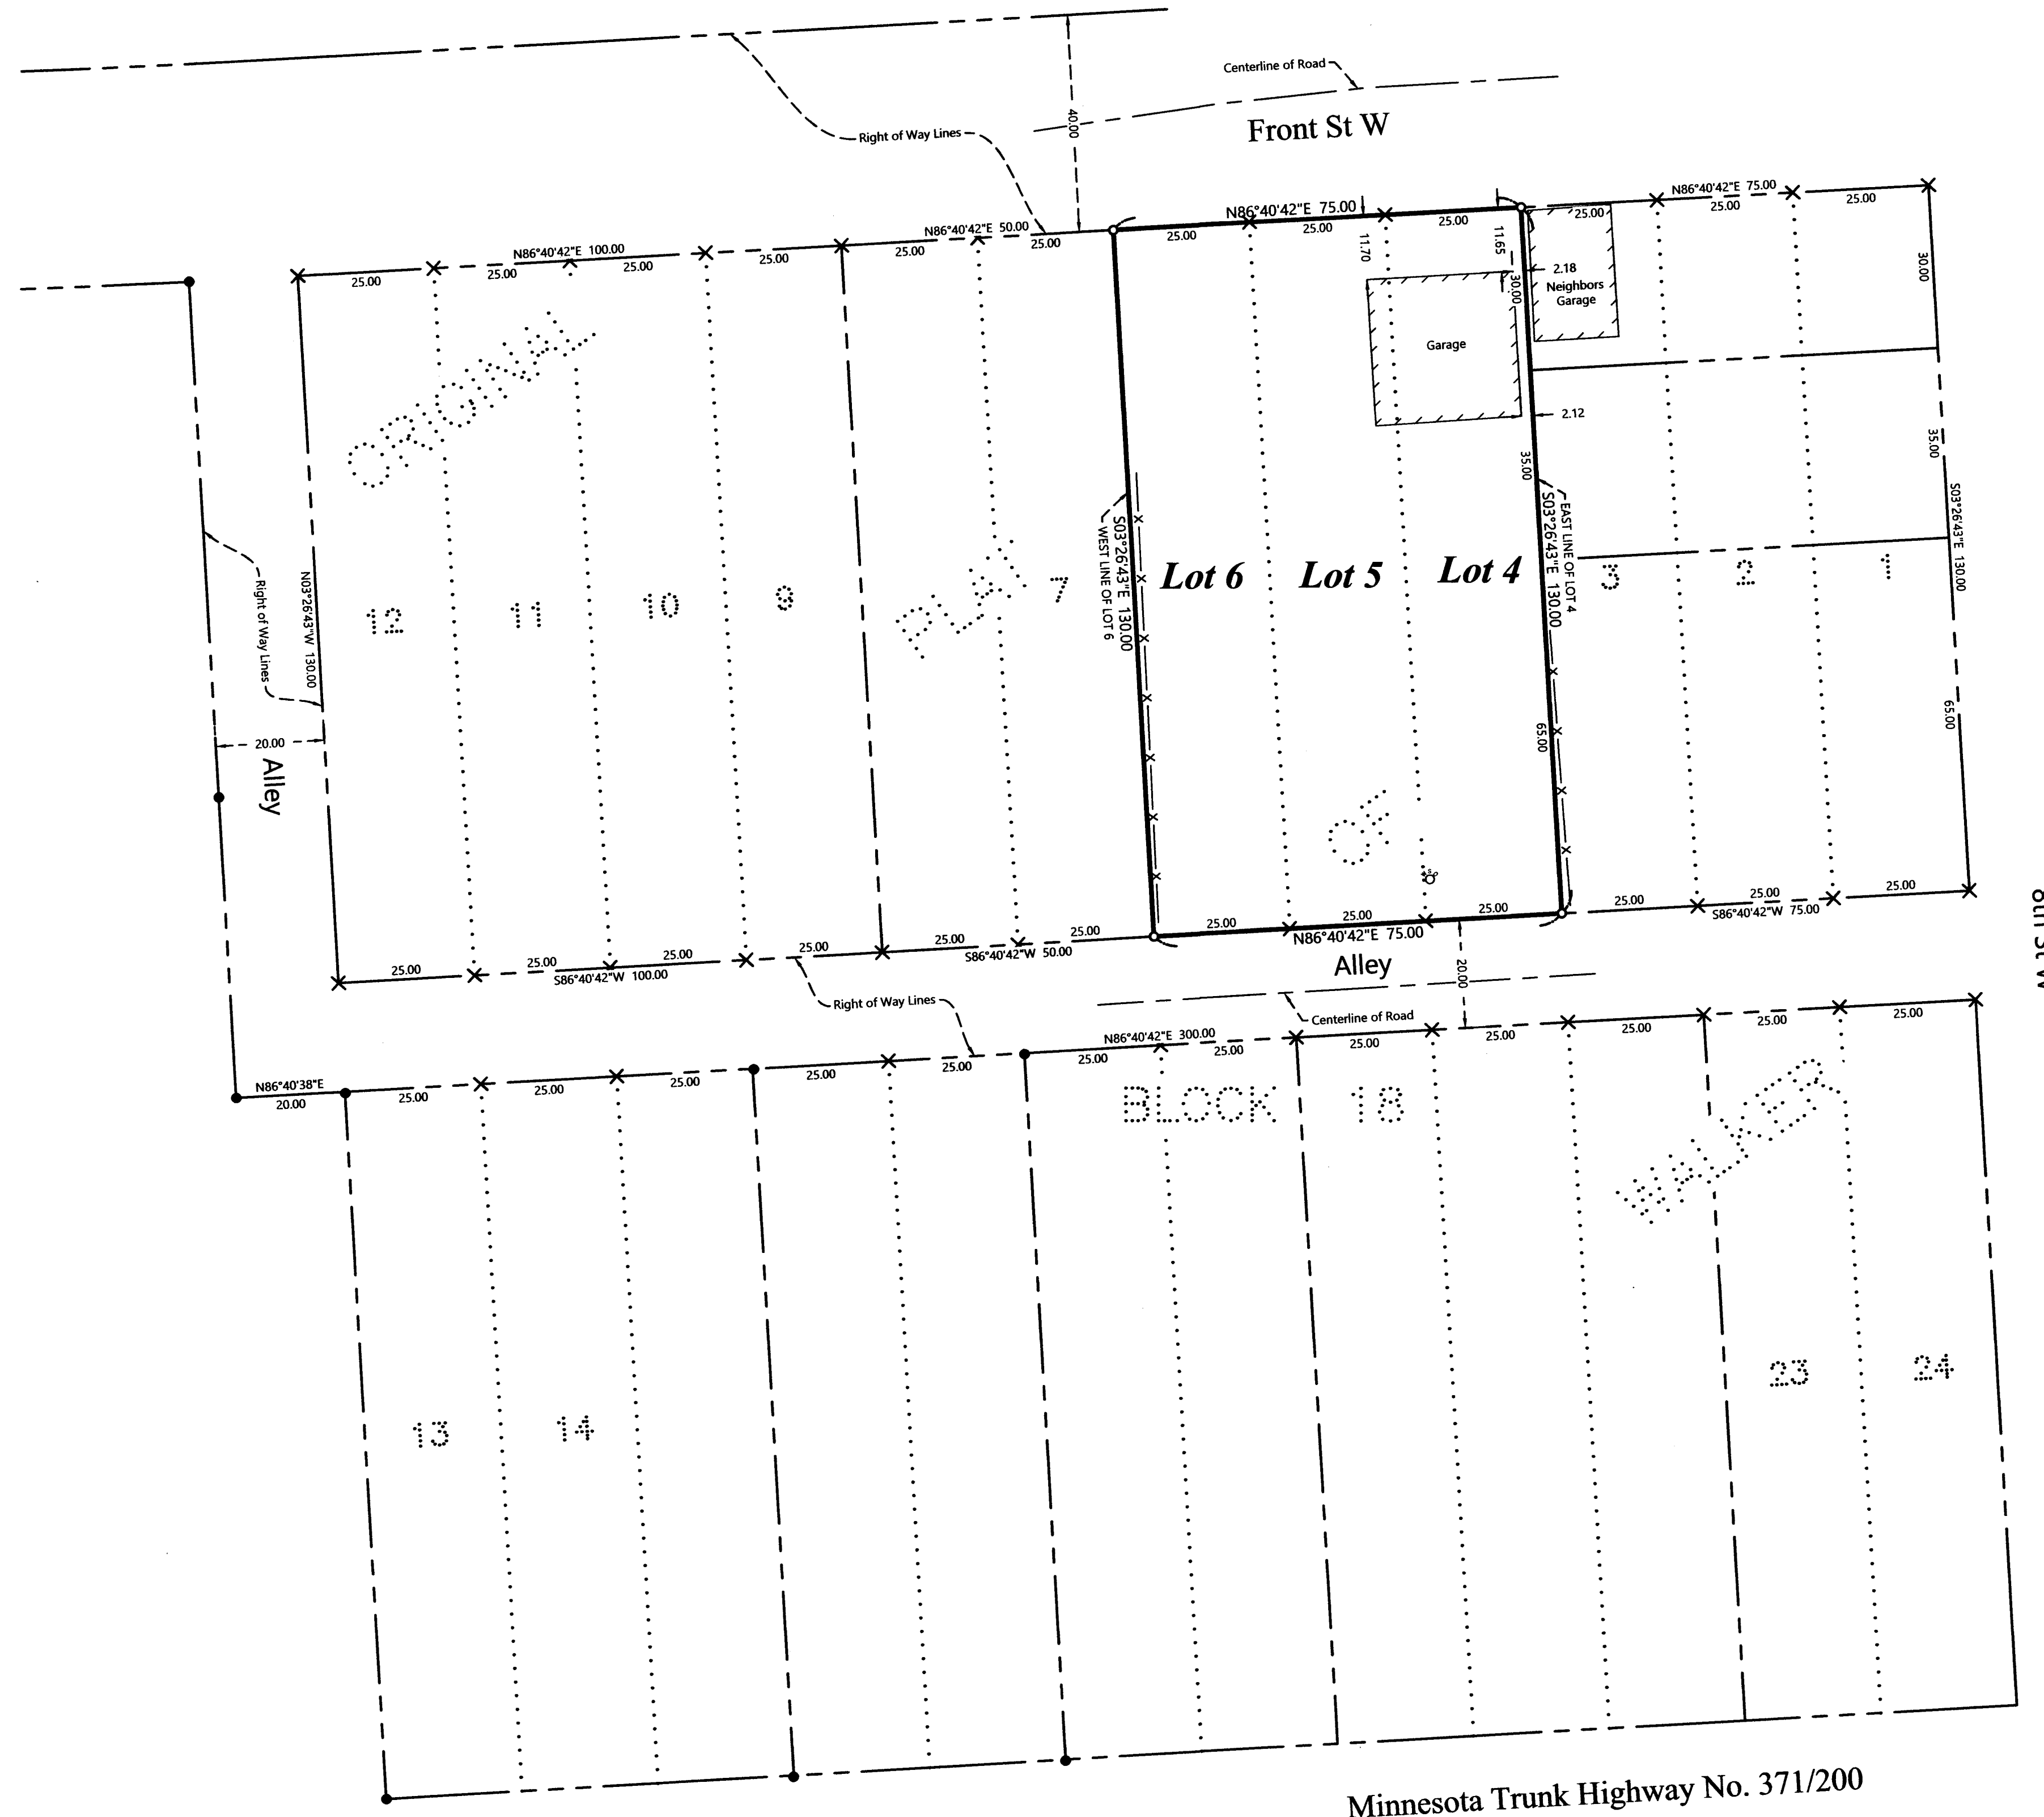 Centerline of Road
Front St W
Right of Way Lines
40.00
N86°40'42"E 100.00
N86°40'42"E 50.00
N86°40'42"E 75.00
N86°40'42"E 75.00
25.00
25.00
25.00
25.00
25.00
25.00
25.00
25.00
25.00
25.00
25.00
25.00
11.70
11.65
30.00
2.18
Neighbors
Garage
30.00
Garage
2.12
35.00
35.00
ORIGINAL
PLAT
OF
WALKER
Right of Way Lines
N03°26'43"W 130.00
12
11
10
9
7
WEST LINE OF LOT 6
S03°26'43"E 130.00
Lot 6
Lot 5
Lot 4
EAST LINE OF LOT 4
S03°26'43"E 130.00
3
2
1
S03°26'43"E 130.00
65.00
65.00
20.00
Alley
25.00
25.00
25.00
25.00
25.00
25.00
25.00
25.00
25.00
25.00
25.00
25.00
S86°40'42"W 100.00
S86°40'42"W 50.00
N86°40'42"E 75.00
S86°40'42"W 75.00
8th St W
Alley
20.00
Right of Way Lines
Centerline of Road
N86°40'38"E
20.00
N86°40'42"E 300.00
25.00
25.00
25.00
25.00
25.00
25.00
25.00
25.00
25.00
25.00
25.00
25.00
BLOCK 18
13
14
23
24
Minnesota Trunk Highway No. 371/200